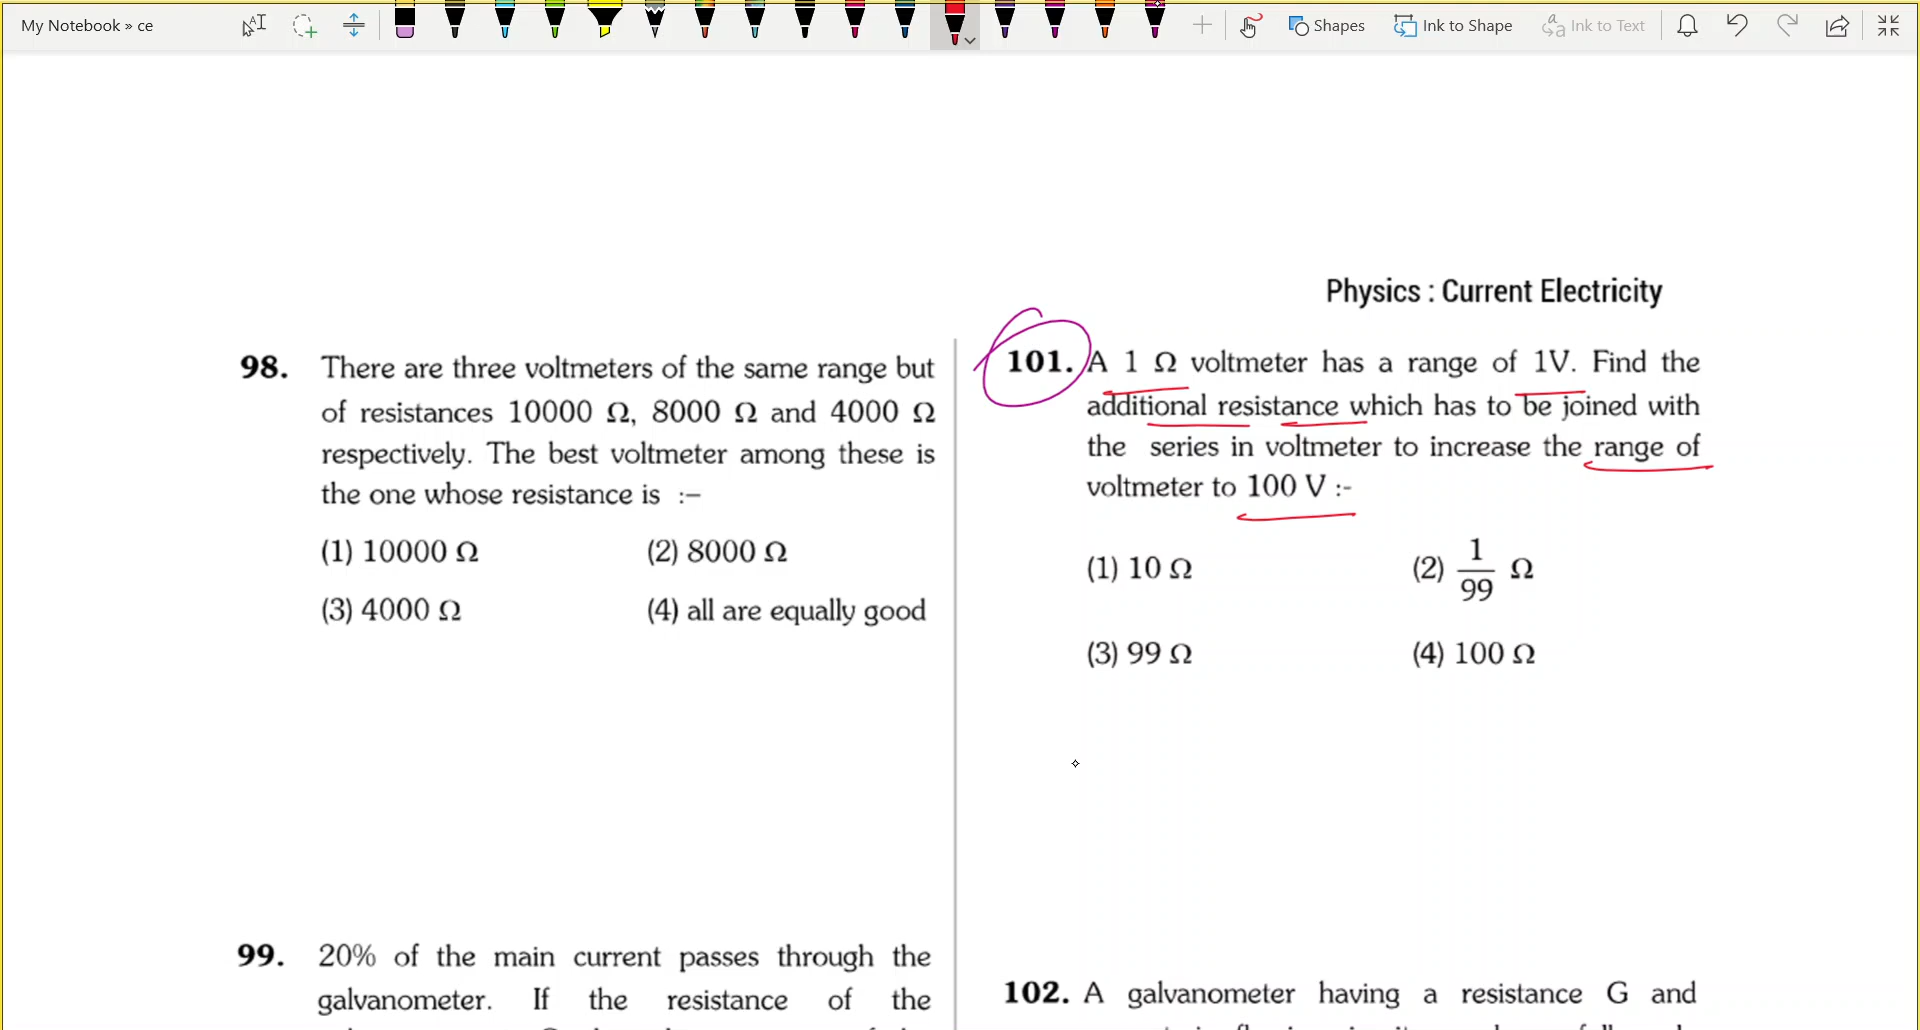 My Notebook » ce
Shapes
Ink to Shape
Ink to Text
Physics : Current Electricity
98. There are three voltmeters of the same range but
of resistances 10000 Ω, 8000 Ω and 4000 Ω
respectively. The best voltmeter among these is
the one whose resistance is :–
(1) 10000 Ω (2) 8000 Ω
(3) 4000 Ω (4) all are equally good
99. 20% of the main current passes through the
galvanometer. If the resistance of the
101. A 1 Ω voltmeter has a range of 1V. Find the
additional resistance which has to be joined with
the series in voltmeter to increase the range of
voltmeter to 100 V :-
(1) 10 Ω (2) 1/99 Ω
(3) 99 Ω (4) 100 Ω
102. A galvanometer having a resistance G and